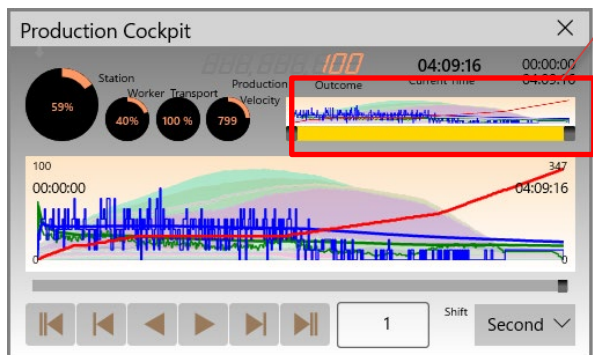 Production Cockpit
100
04:09:16
00:00:00
Station
Production
Outcome
Current Time
04:09:16
Worker
Transport
Velocity
59%
40%
100 %
799
100
347
00:00:00
04:09:16
0
0
1
Shift
Second